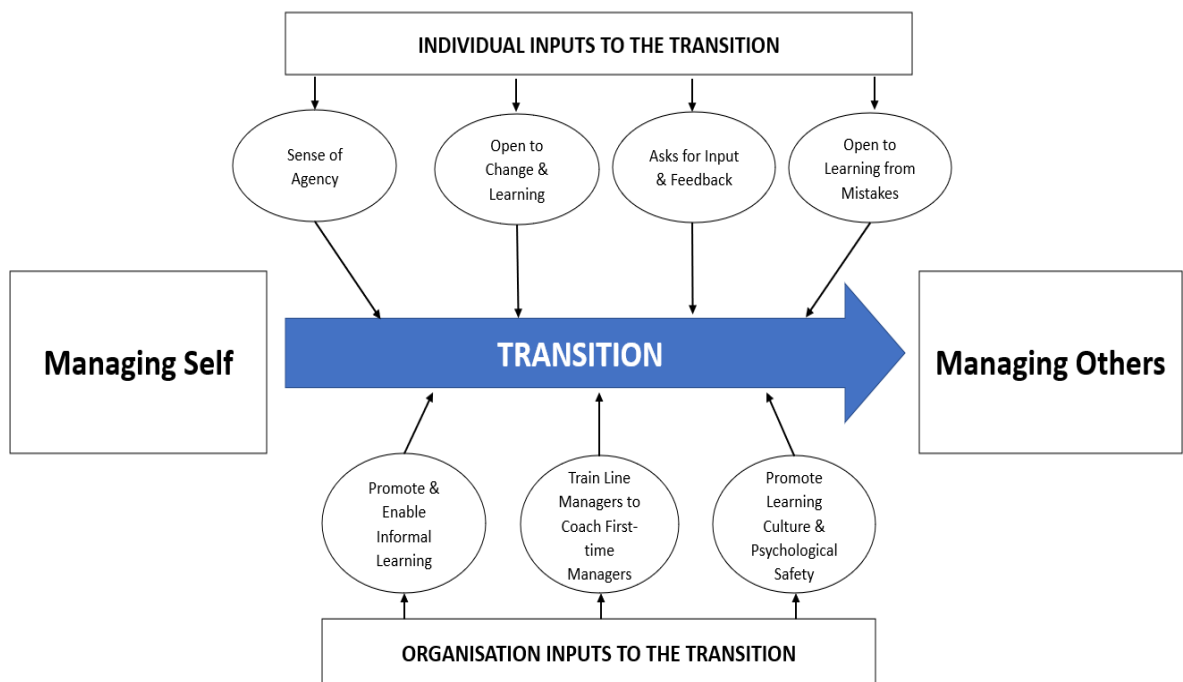 INDIVIDUAL INPUTS TO THE TRANSITION
Sense of
Agency
Open to
Change &
Learning
Asks for Input
& Feedback
Open to
Learning from
Mistakes
Managing Self
TRANSITION
Managing Others
Promote &
Enable
Informal
Learning
Train Line
Managers to
Coach First-
time
Managers
Promote
Learning
Culture &
Psychological
Safety
ORGANISATION INPUTS TO THE TRANSITION